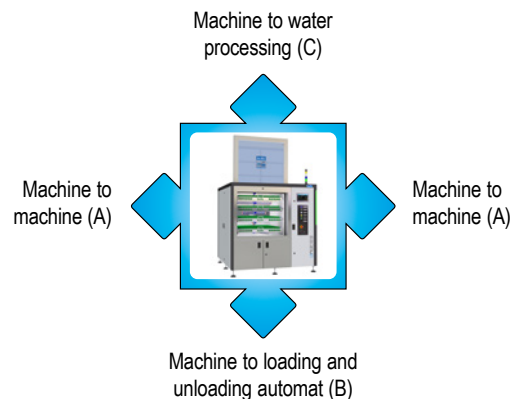 Machine to water
processing (C)
Machine to
machine (A)
Machine to
machine (A)
Machine to loading and
unloading automat (B)